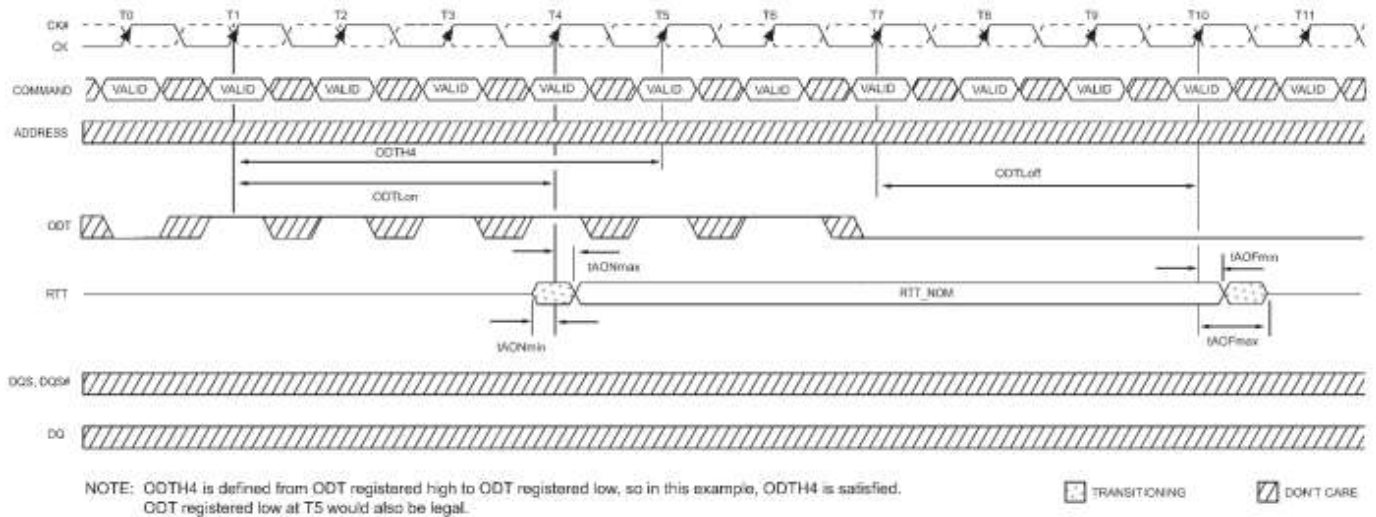 T0 T1 T2 T3 T4 T5 T6 T7 T8 T9 T10 T11
CK#
CK
COMMAND VALID VALID VALID VALID VALID VALID VALID VALID VALID VALID VALID VALID
ADDRESS
ODTH4
ODTLoff
ODTLon
ODT
tAONmax
tAOFmin
RTT RTT_NOM
tAONmin
tAOFmax
DQS, DQS#
DQ
NOTE: ODTH4 is defined from ODT registered high to ODT registered low, so in this example, ODTH4 is satisfied.
ODT registered low at T5 would also be legal.
TRANSITIONING DON'T CARE